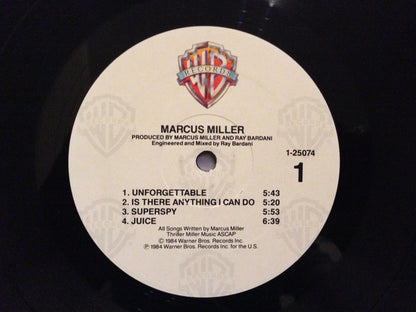 RECORDS
MARCUS MILLER
PRODUCED BY MARCUS MILLER AND RAY BARDANI
Engineered and Mixed by Ray Bardani
1-25074
1
1. UNFORGETTABLE 5:43
2. IS THERE ANYTHING I CAN DO 5:20
3. SUPERSPY 5:53
4. JUICE 6:39
All Songs Written by Marcus Miller
Thriller Miller Music ASCAP
© 1984 Warner Bros. Records Inc.
℗ 1984 Warner Bros. Records Inc. for the U.S.